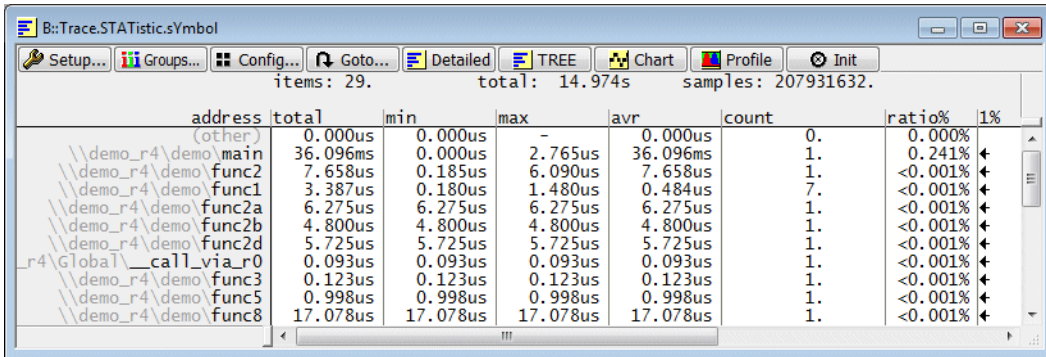 B::Trace.STATistic.sYmbol
Setup... Groups... Config... Goto... Detailed TREE Chart Profile Init
items: 29. total: 14.974s samples: 207931632.
address total min max avr count ratio% 1%
(other) 0.000us 0.000us - 0.000us 0. 0.000%
\\demo_r4\demo\main 36.096ms 0.000us 2.765us 36.096ms 1. 0.241%
\\demo_r4\demo\func2 7.658us 0.185us 6.090us 7.658us 1. <0.001%
\\demo_r4\demo\func1 3.387us 0.180us 1.480us 0.484us 7. <0.001%
\\demo_r4\demo\func2a 6.275us 6.275us 6.275us 6.275us 1. <0.001%
\\demo_r4\demo\func2b 4.800us 4.800us 4.800us 4.800us 1. <0.001%
\\demo_r4\demo\func2d 5.725us 5.725us 5.725us 5.725us 1. <0.001%
_r4\Global\__call_via_r0 0.093us 0.093us 0.093us 0.093us 1. <0.001%
\\demo_r4\demo\func3 0.123us 0.123us 0.123us 0.123us 1. <0.001%
\\demo_r4\demo\func5 0.998us 0.998us 0.998us 0.998us 1. <0.001%
\\demo_r4\demo\func8 17.078us 17.078us 17.078us 17.078us 1. <0.001%